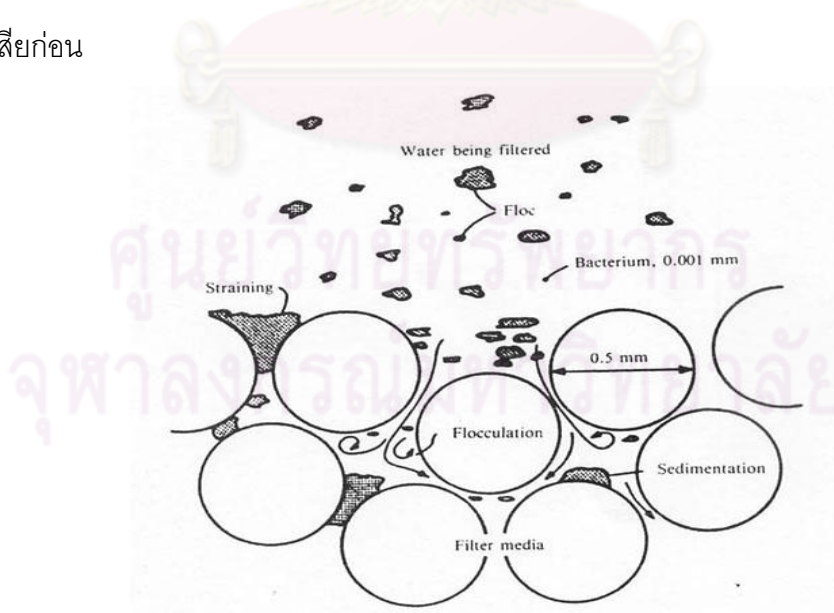 สียก่อน
Water being filtered
Floc
Bacterium, 0.001 mm
Straining
0.5 mm
Flocculation
Sedimentation
Filter media
ศูนย์วิทยทรัพยากร
จุฬาลงกรณ์มหาวิทยาลัย